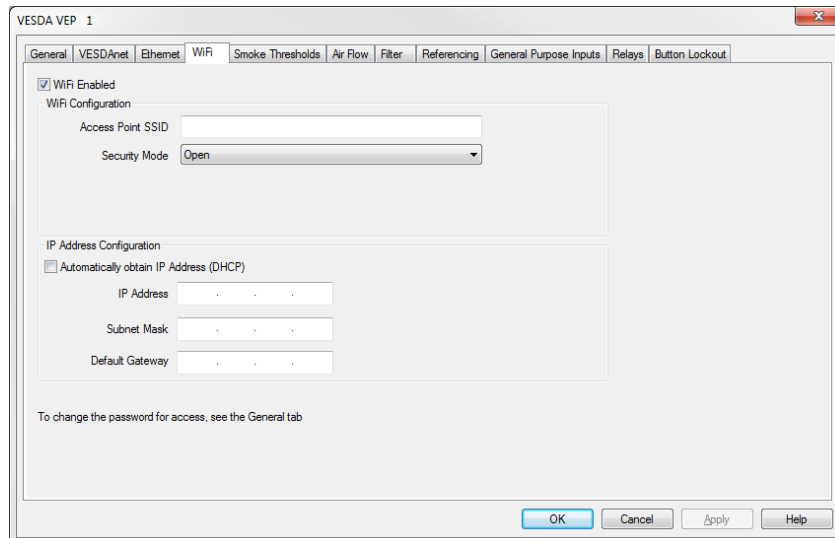 VESDA VEP 1
General VESDAnet Ethernet WiFi Smoke Thresholds Air Flow Filter Referencing General Purpose Inputs Relays Button Lockout
WiFi Enabled
WiFi Configuration
Access Point SSID
Security Mode Open
IP Address Configuration
Automatically obtain IP Address (DHCP)
IP Address . . .
Subnet Mask . . .
Default Gateway . . .
To change the password for access, see the General tab
OK Cancel Apply Help